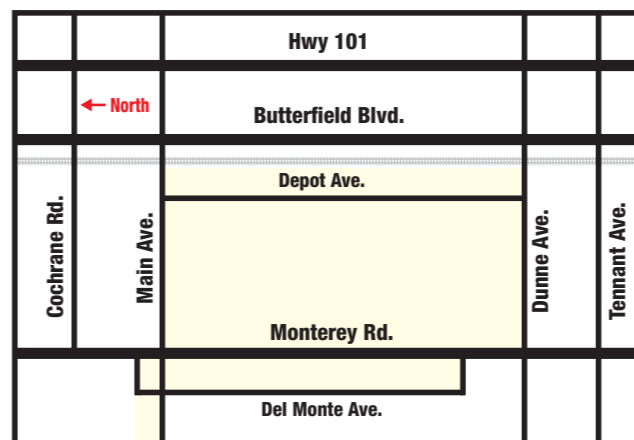 Hwy 101
North
Butterfield Blvd.
Depot Ave.
Cochrane Rd.
Main Ave.
Dunne Ave.
Tennant Ave.
Monterey Rd.
Del Monte Ave.